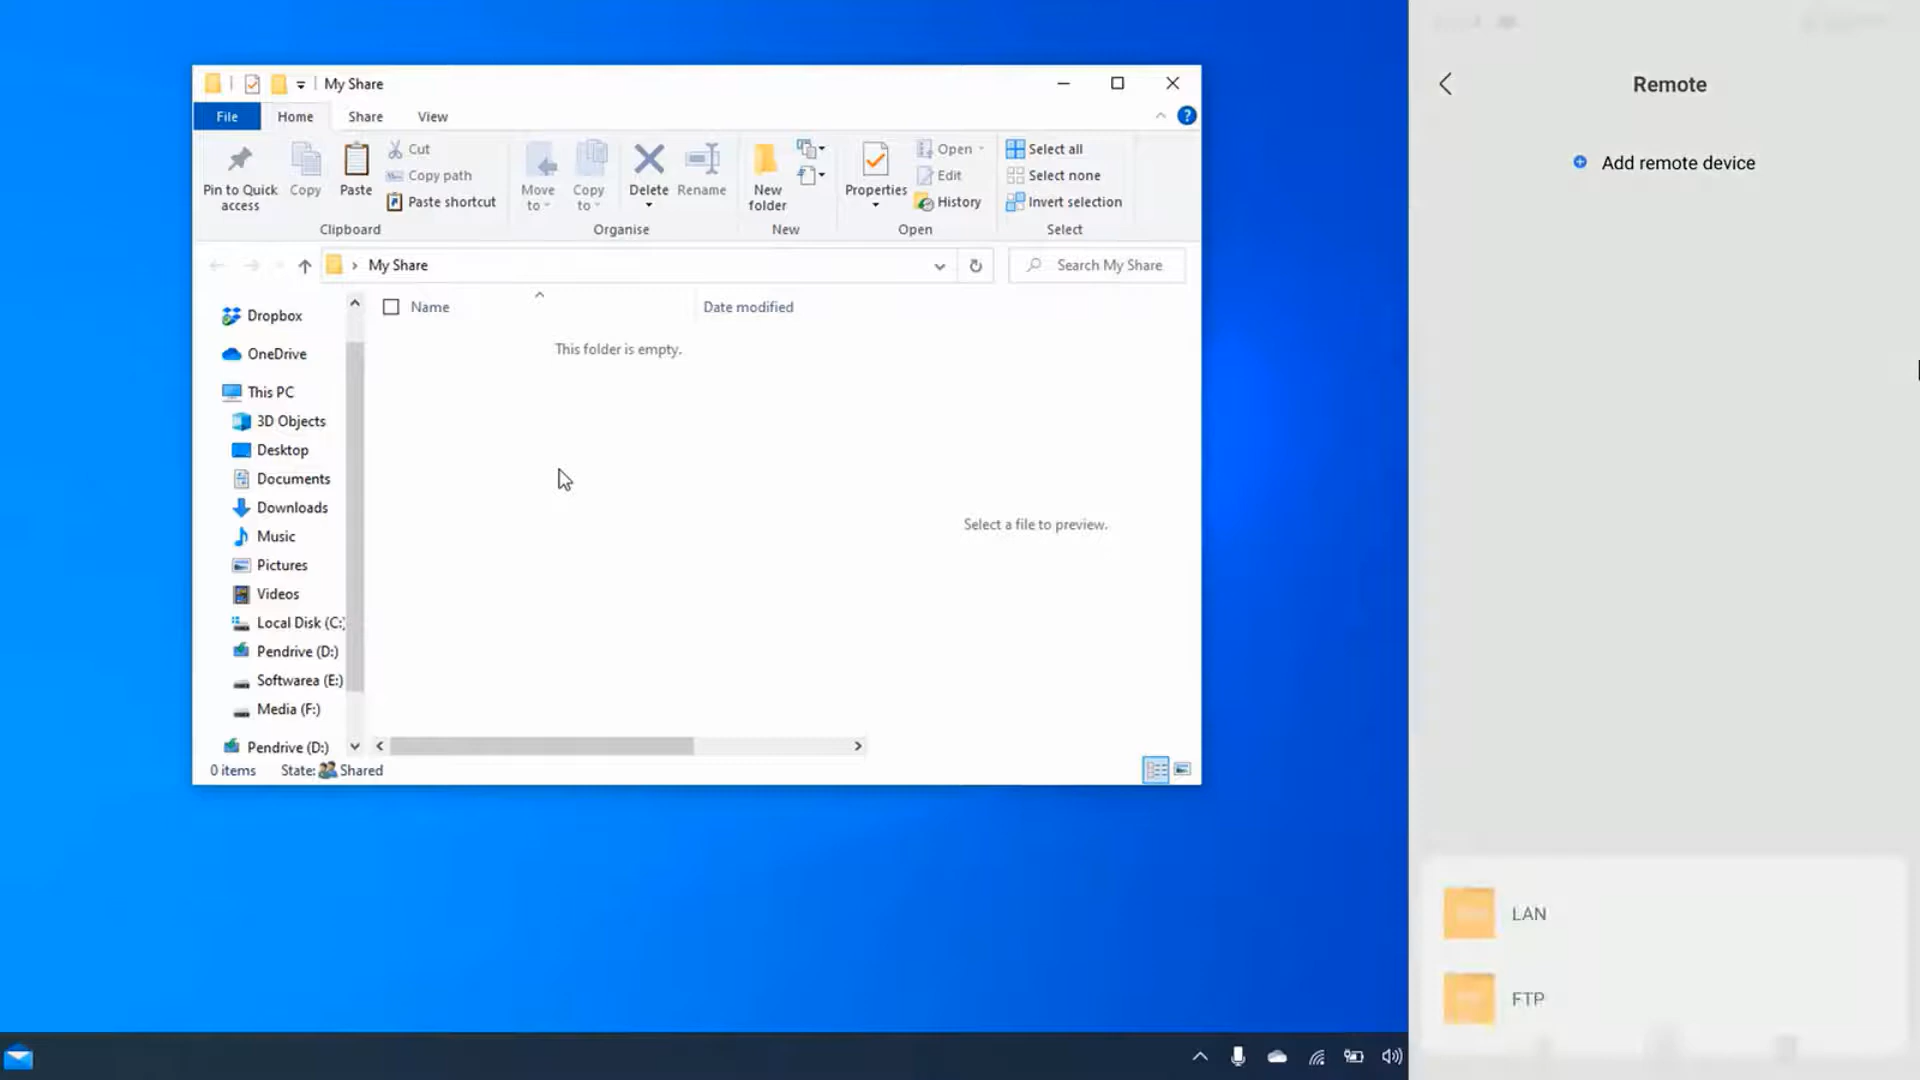 My Share
File Home Share View
Pin to Quick access
Copy
Paste
Cut
Copy path
Paste shortcut
Clipboard
Move to
Copy to
Delete
Rename
Organise
New folder
New
Properties
Open
Edit
History
Open
Select all
Select none
Invert selection
Select
My Share
Search My Share
Name Date modified
This folder is empty.
Select a file to preview.
Dropbox
OneDrive
This PC
3D Objects
Desktop
Documents
Downloads
Music
Pictures
Videos
Local Disk (C:)
Pendrive (D:)
Softwarea (E:)
Media (F:)
Pendrive (D:)
0 items State: Shared
Remote
Add remote device
LAN
FTP